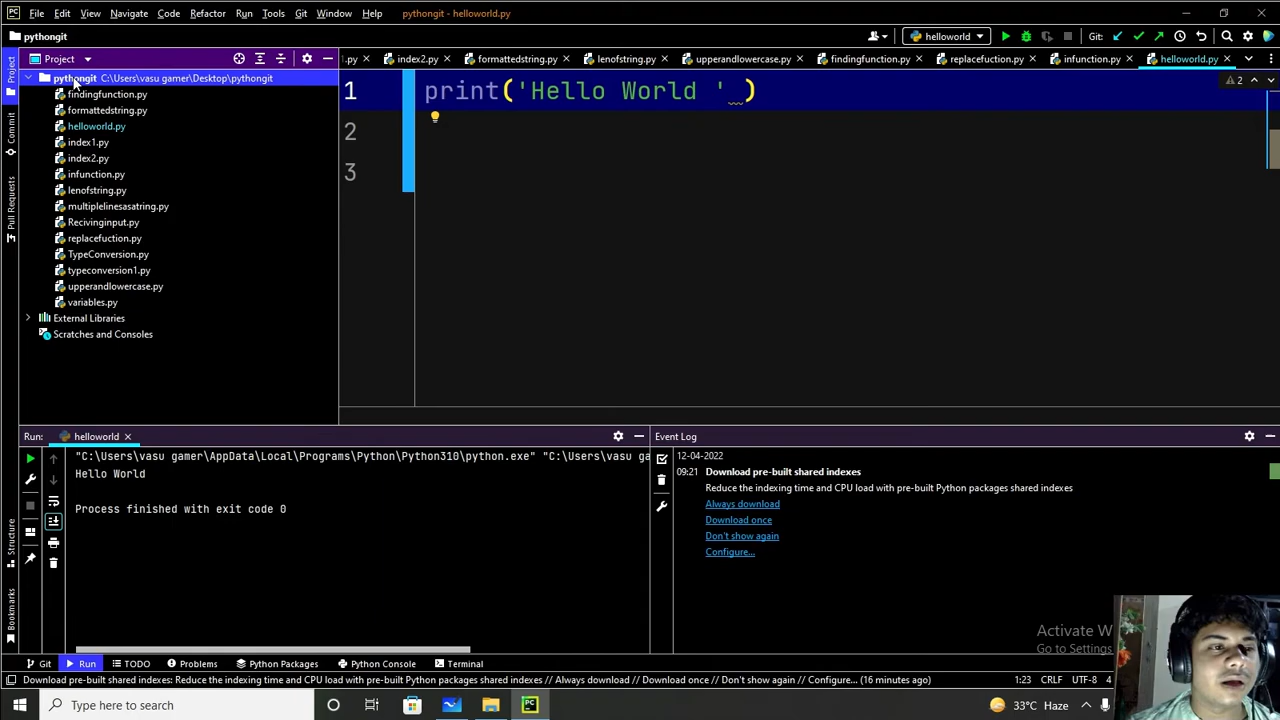 File Edit View Navigate Code Refactor Run Tools Git Window Help pythongit - helloworld.py
pythongit helloworld Git:
Project
.py index2.py formattedstring.py lenofstring.py upperandlowercase.py findingfunction.py replacefuction.py infunction.py helloworld.py
pythongit C:\Users\vasu gamer\Desktop\pythongit
findingfunction.py
formattedstring.py
helloworld.py
index1.py
index2.py
infunction.py
lenofstring.py
multiplelinesasatring.py
Recivinginput.py
replacefuction.py
TypeConversion.py
typeconversion1.py
upperandlowercase.py
variables.py
External Libraries
Scratches and Consoles
Project
Commit
Pull Requests
Structure
Bookmarks
1 print('Hello World ' )
2
3
2
Run: helloworld
"C:\Users\vasu gamer\AppData\Local\Programs\Python\Python310\python.exe" "C:\Users\vasu ga
Hello World
Process finished with exit code 0
Event Log
12-04-2022
09:21 Download pre-built shared indexes
Reduce the indexing time and CPU load with pre-built Python packages shared indexes
Always download
Download once
Don't show again
Configure...
Activate W
Go to Settings
Git Run TODO Problems Python Packages Python Console Terminal
Download pre-built shared indexes: Reduce the indexing time and CPU load with pre-built Python packages shared indexes // Always download // Download once // Don't show again // Configure... (16 minutes ago) 1:23 CRLF UTF-8 4
Type here to search 33°C Haze